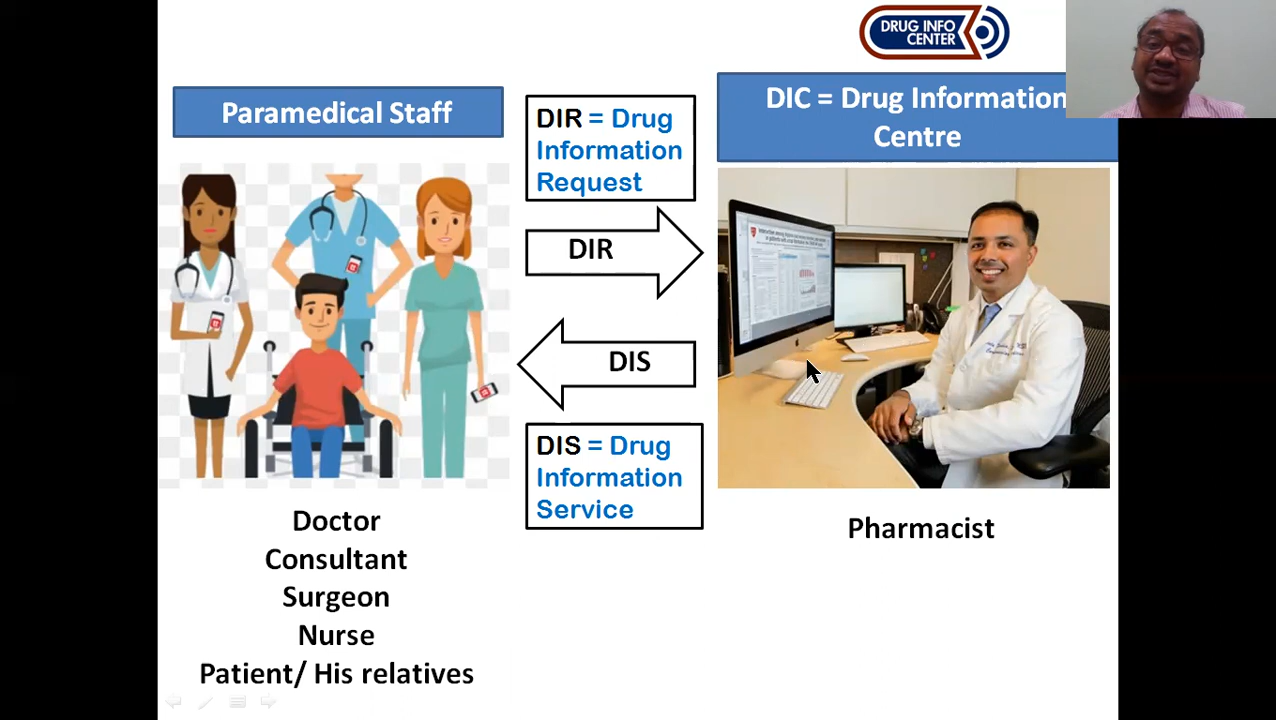 DRUG INFO
CENTER
Paramedical Staff
DIR = Drug
Information
Request
DIC = Drug Information
Centre
DIR
DIS
DIS = Drug
Information
Service
Doctor
Consultant
Surgeon
Nurse
Patient/ His relatives
Pharmacist